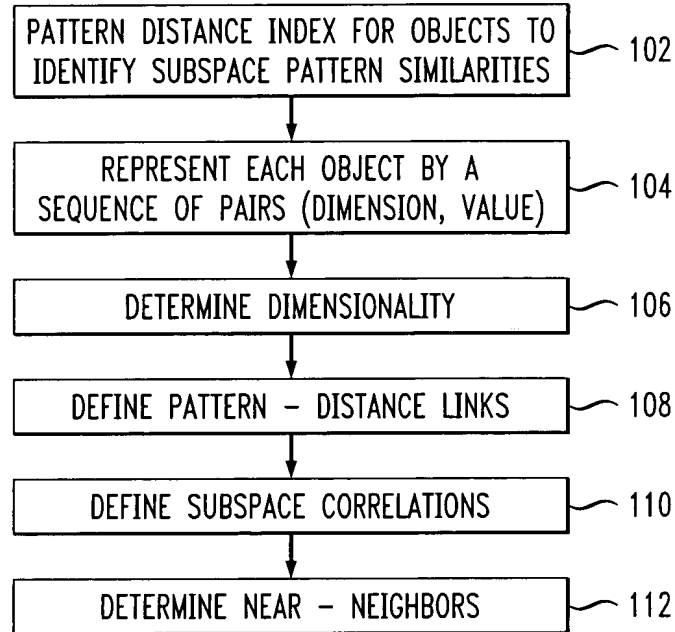 PATTERN DISTANCE INDEX FOR OBJECTS TO
IDENTIFY SUBSPACE PATTERN SIMILARITIES
102
REPRESENT EACH OBJECT BY A
SEQUENCE OF PAIRS (DIMENSION, VALUE)
104
DETERMINE DIMENSIONALITY
106
DEFINE PATTERN – DISTANCE LINKS
108
DEFINE SUBSPACE CORRELATIONS
110
DETERMINE NEAR – NEIGHBORS
112